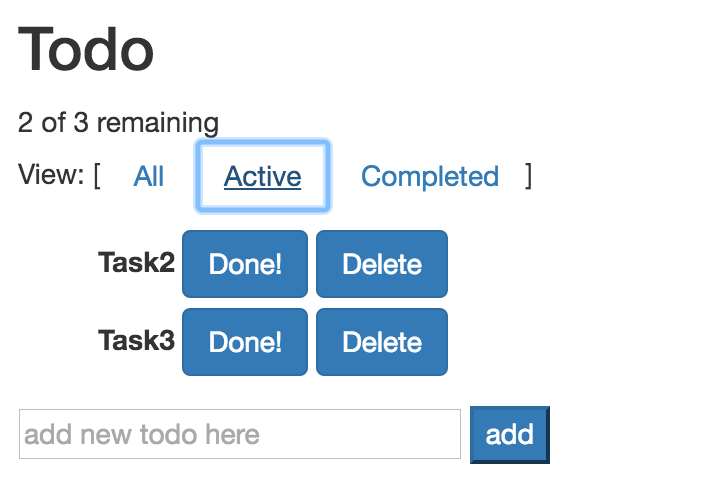 Todo
2 of 3 remaining
View: [ All Active Completed ]
Task2 Done! Delete
Task3 Done! Delete
add new todo here add